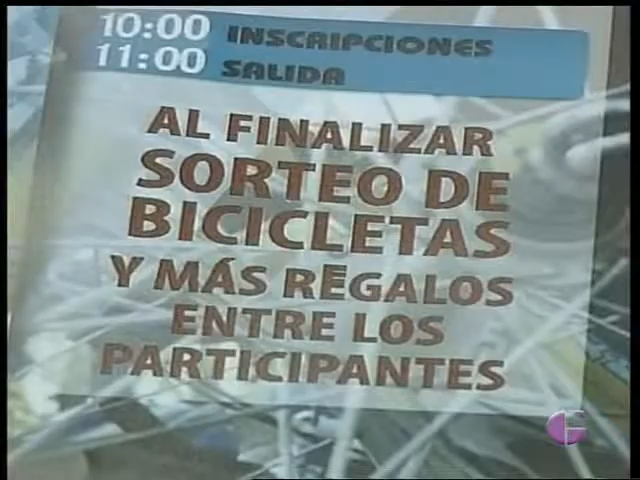 10:00 INSCRIPCIONES
11:00 SALIDA
AL FINALIZAR
SORTEO DE
BICICLETAS
Y MÁS REGALOS
ENTRE LOS
PARTICIPANTES